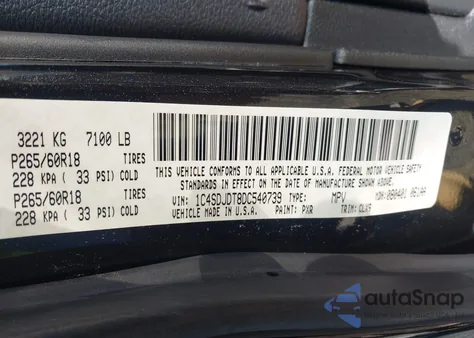 3221 KG 7100 LB
P265/60R18 TIRES
228 KPA ( 33 PSI) COLD
P265/60R18 TIRES
228 KPA ( 33 PSI) COLD
THIS VEHICLE CONFORMS TO ALL APPLICABLE U.S.A. FEDERAL MOTOR VEHICLE SAFETY
STANDARDS IN EFFECT ON THE DATE OF MANUFACTURE SHOWN ABOVE.
MADE IN U.S.A.
VIN: 1C4SDJDT8DC540739 TYPE: MPV MDH:
PAINT: PXR TRIM:
autoSnap